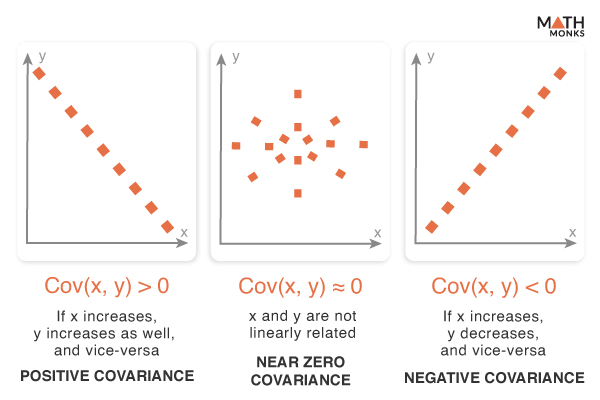 MATH
MONKS
y
x
y
x
y
x
Cov(x, y) > 0
If x increases,
y increases as well,
and vice-versa
POSITIVE COVARIANCE
Cov(x, y) ≈ 0
x and y are not
linearly related
NEAR ZERO
COVARIANCE
Cov(x, y) < 0
If x increases,
y decreases,
and vice-versa
NEGATIVE COVARIANCE